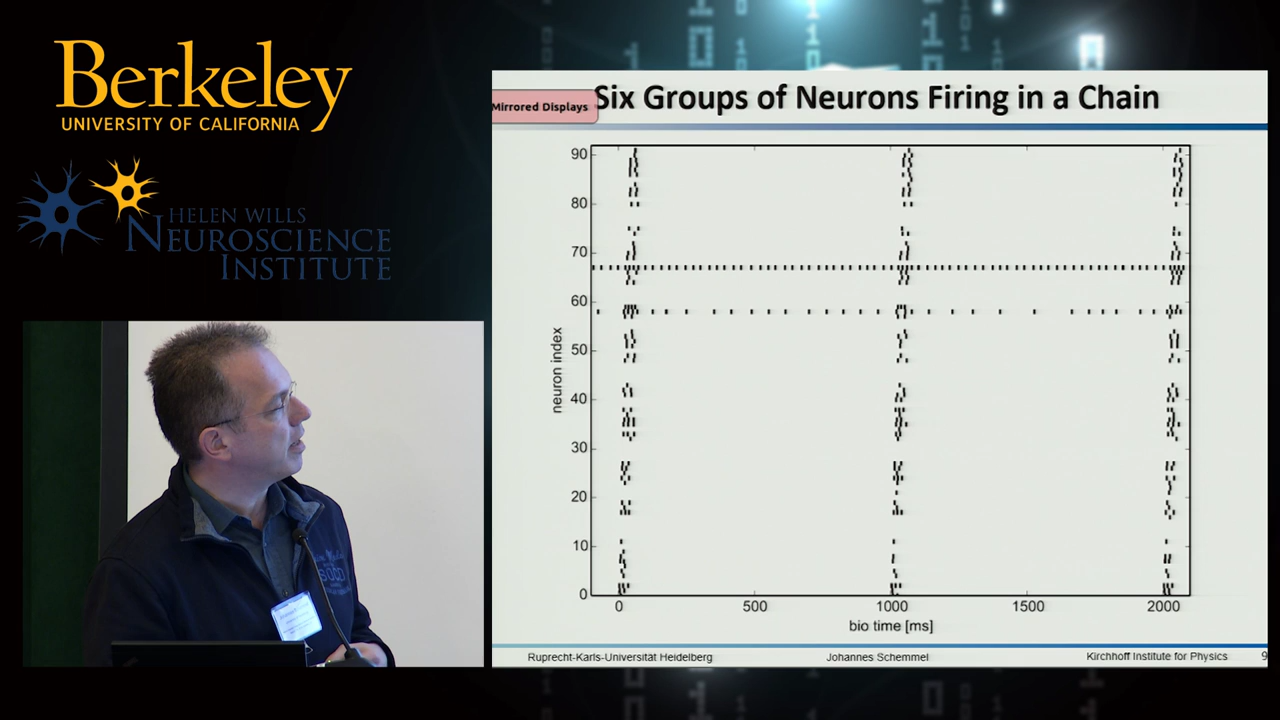 Berkeley
UNIVERSITY OF CALIFORNIA
HELEN WILLS
NEUROSCIENCE
INSTITUTE
Mirrored Displays
Six Groups of Neurons Firing in a Chain
90
80
70
60
50
40
30
20
10
0
neuron index
0 500 1000 1500 2000
bio time [ms]
Ruprecht-Karls-Universität Heidelberg Johannes Schemmel Kirchhoff Institute for Physics 9